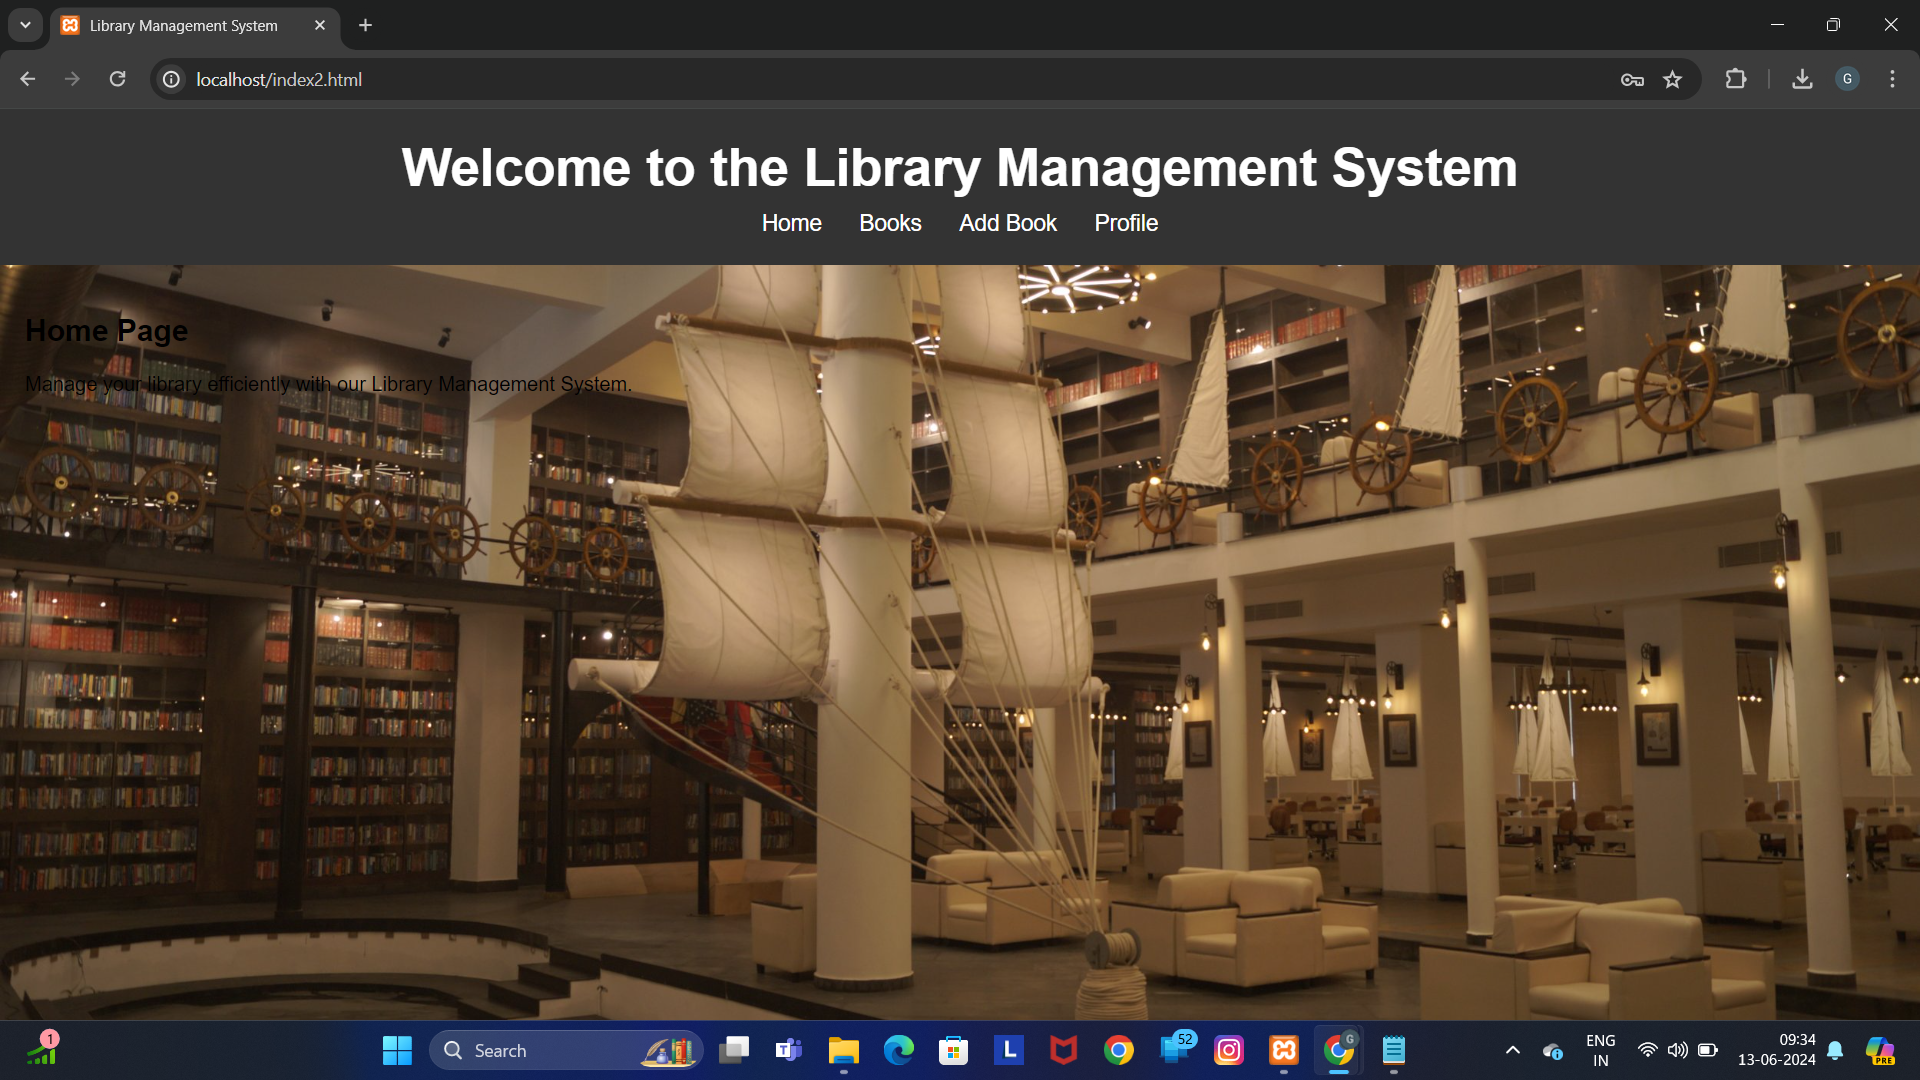 Library Management System
localhost/index2.html
G
Welcome to the Library Management System
Home Books Add Book Profile
Home Page
Manage your library efficiently with our Library Management System.
1
Search
T
L
52
G
ENG
IN
09:34
13-06-2024
PRE